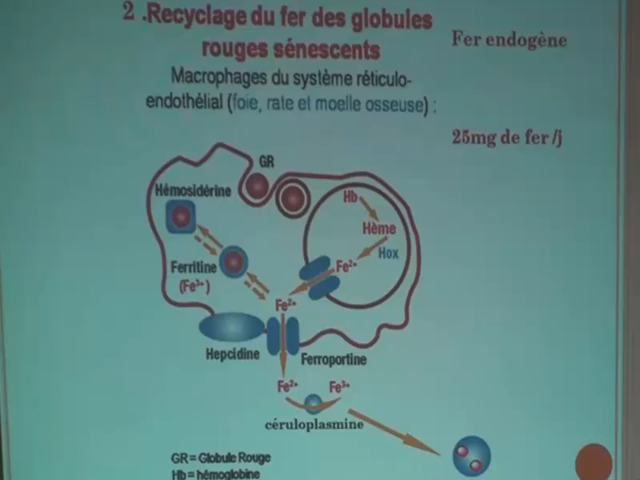 2 .Recyclage du fer des globules
rouges sénescents
Fer endogène
Macrophages du système réticulo-
endothélial (foie, rate et moelle osseuse) :
25mg de fer /j
GR
Hémosidérine
Hb
Hème
Hox
Fe²⁺
Ferritine
(Fe³⁺)
Fe²⁺
Hepcidine
Ferroportine
Fe²⁺
Fe³⁺
céruloplasmine
GR = Globule Rouge
Hb = hémoglobine